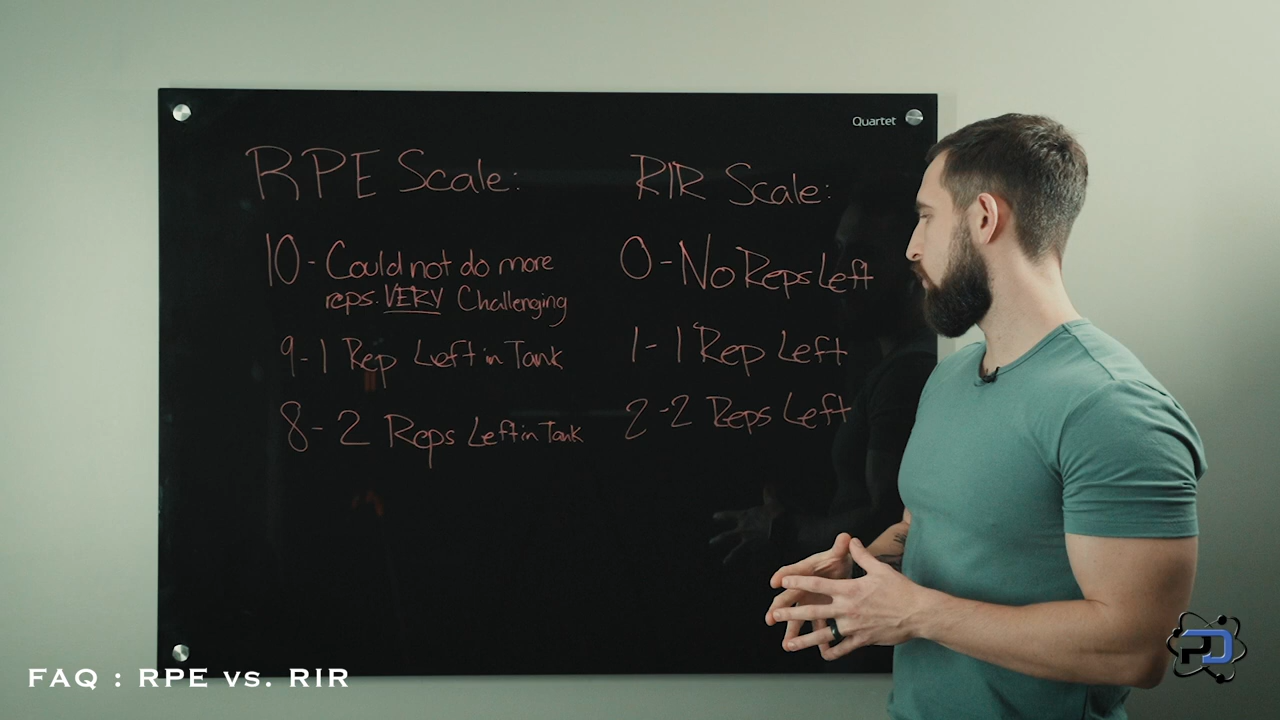 Quartet
RPE Scale:
10 - Could not do more
reps. VERY Challenging
9 - 1 Rep Left in Tank
8 - 2 Reps Left in Tank
RIR Scale:
0 - No Reps Left
1 - 1 Rep Left
2 - 2 Reps Left
FAQ : RPE vs. RIR
PD